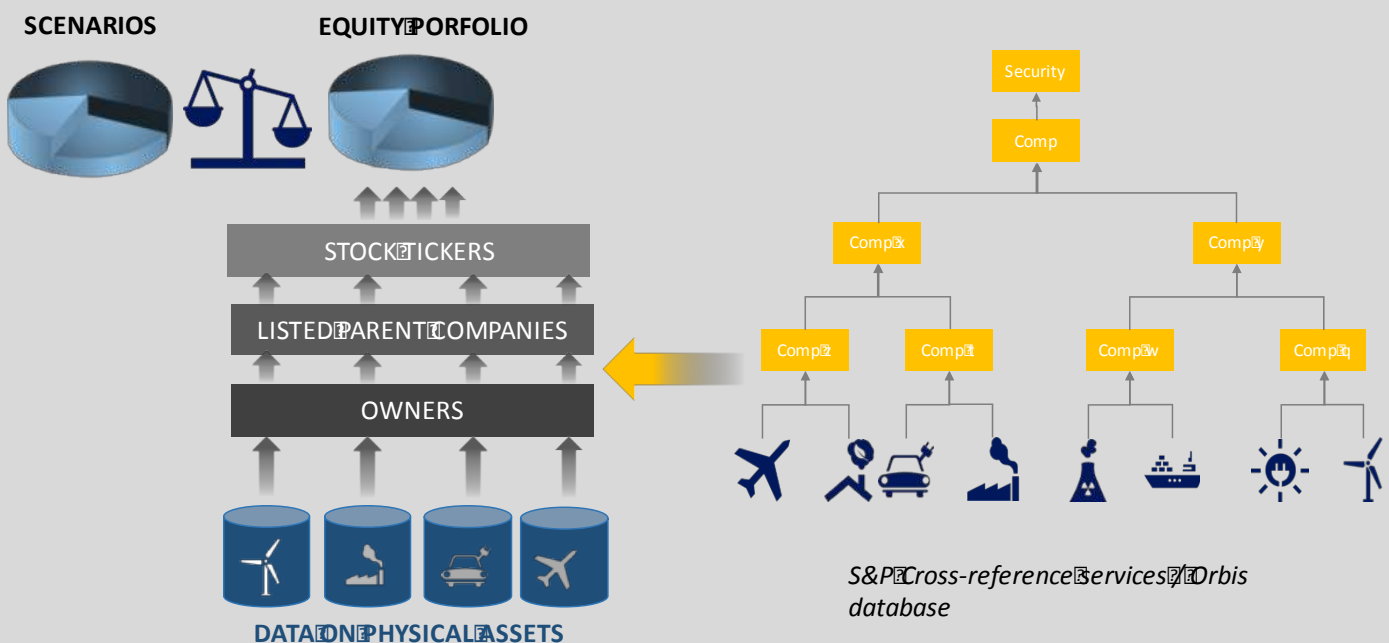 SCENARIOS
EQUITY PORFOLIO
STOCK TICKERS
LISTED PARENT COMPANIES
OWNERS
DATA ON PHYSICAL ASSETS
Security
Comp
Comp x
Comp y
Comp z
Comp t
Comp w
Comp q
S&P Cross-reference services / Orbis
database